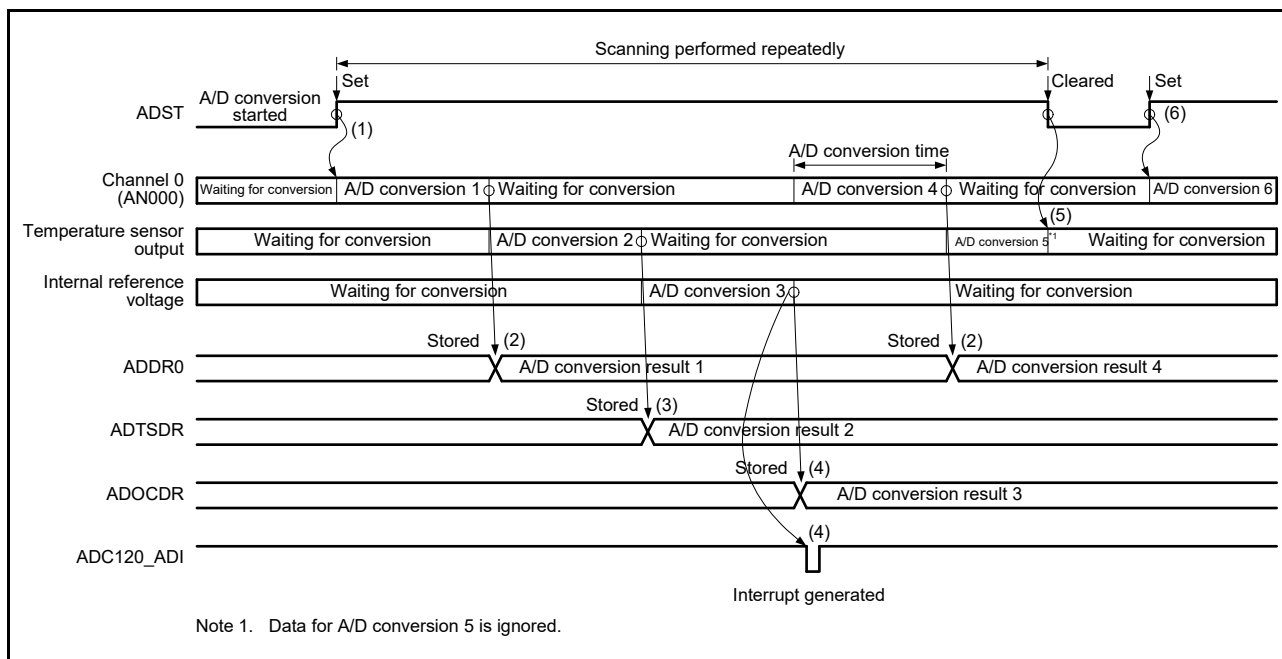 Scanning performed repeatedly
Set Cleared Set
ADST A/D conversion started (1) (6)
A/D conversion time
Channel 0 (AN000) Waiting for conversion A/D conversion 1 Waiting for conversion A/D conversion 4 Waiting for conversion A/D conversion 6
(5)
Temperature sensor output Waiting for conversion A/D conversion 2 Waiting for conversion A/D conversion 5*1 Waiting for conversion
Internal reference voltage Waiting for conversion A/D conversion 3 Waiting for conversion
Stored (2) Stored (2)
ADDR0 A/D conversion result 1 A/D conversion result 4
Stored (3)
ADTSDR A/D conversion result 2
Stored (4)
ADOCDR A/D conversion result 3
(4)
ADC120_ADI
Interrupt generated
Note 1. Data for A/D conversion 5 is ignored.